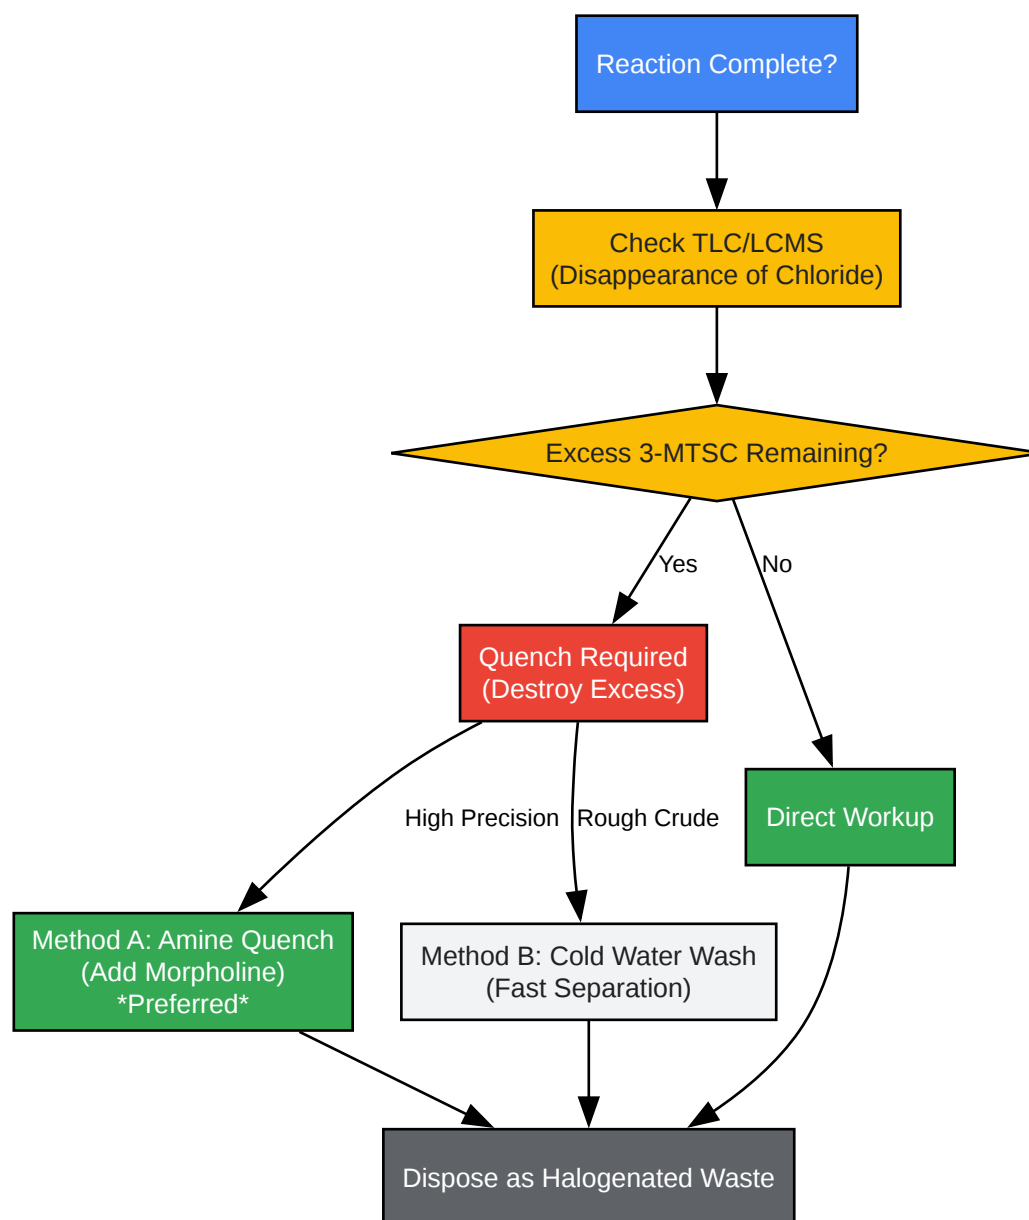 Reaction Complete?
Check TLC/LCMS
(Disappearance of Chloride)
Excess 3-MTSC Remaining?
Yes
No
Quench Required
(Destroy Excess)
High Precision
Rough Crude
Direct Workup
Method A: Amine Quench
(Add Morpholine)
*Preferred*
Method B: Cold Water Wash
(Fast Separation)
Dispose as Halogenated Waste